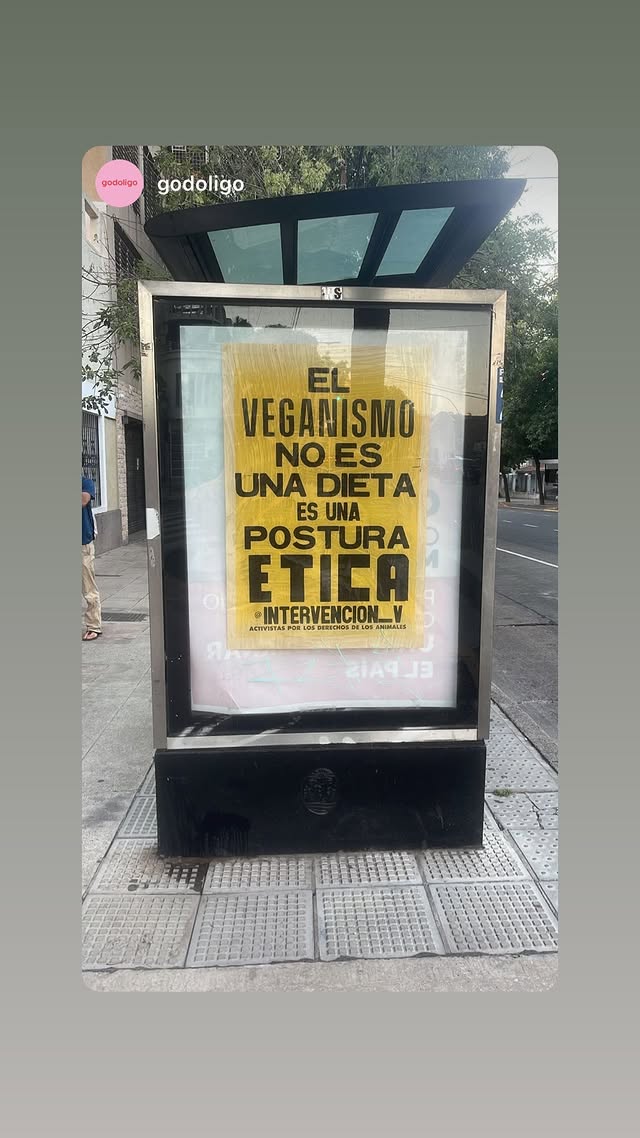 godoligo
godoligo
EL
VEGANISMO
NO ES
UNA DIETA
ES UNA
POSTURA
ETICA
@INTERVENCION_V
ACTIVISTAS POR LOS DERECHOS DE LOS ANIMALES
EL PAÍS